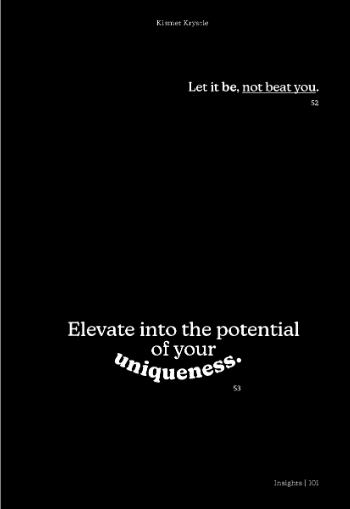 Kismet Krystle
Let it be, not beat you.
52
Elevate into the potential
of your
uniqueness.
53
Insights | 101